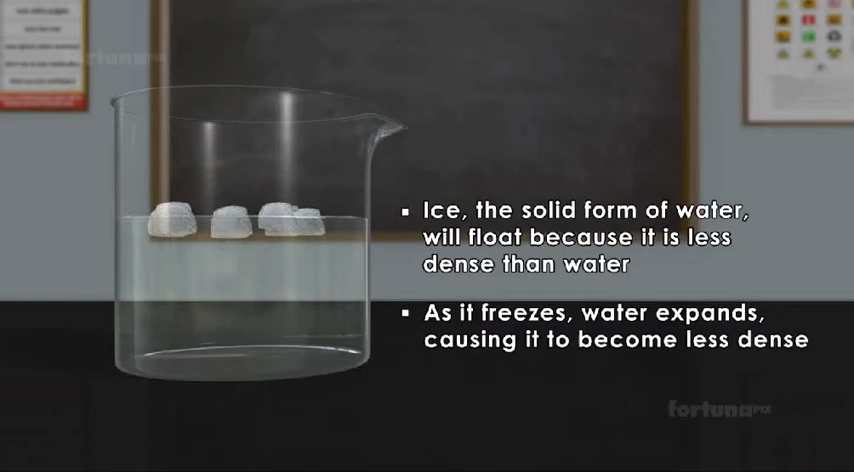 ▪ Ice, the solid form of water,
will float because it is less
dense than water
▪ As it freezes, water expands,
causing it to become less dense
fortunaPIX